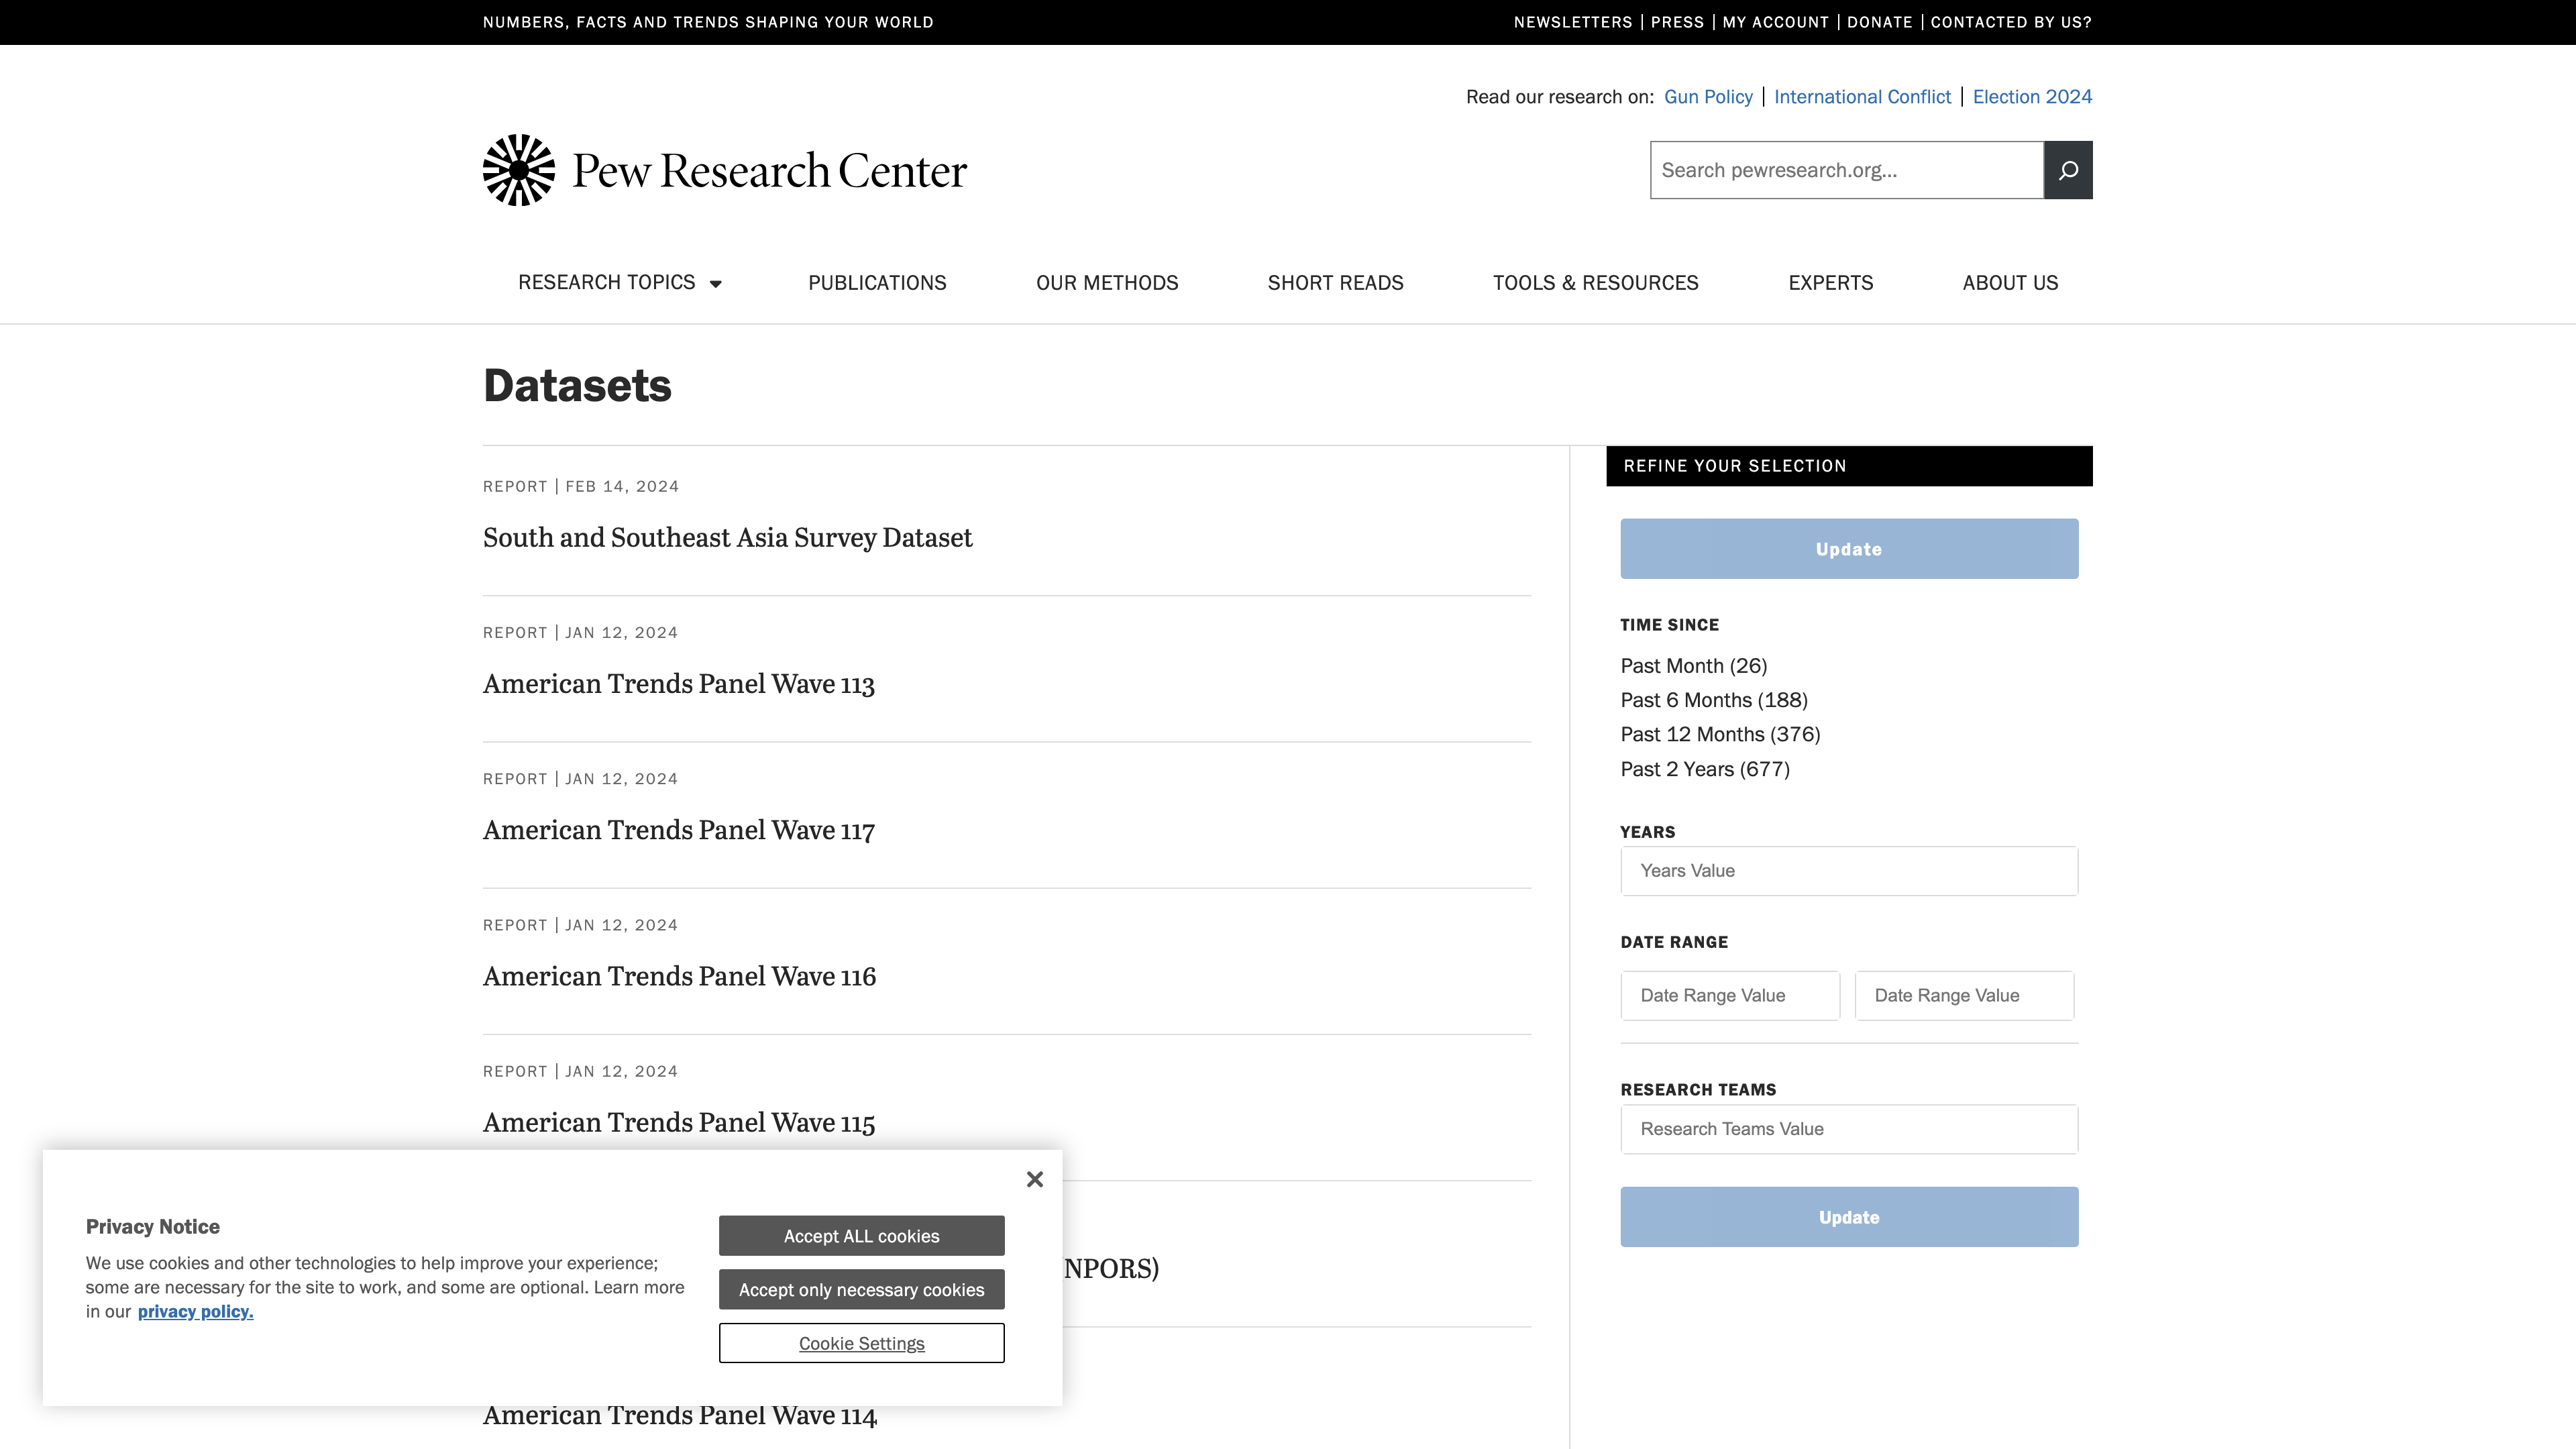 NUMBERS, FACTS AND TRENDS SHAPING YOUR WORLD
NEWSLETTERS | PRESS | MY ACCOUNT | DONATE | CONTACTED BY US?
Read our research on: Gun Policy | International Conflict | Election 2024
Pew Research Center
Search pewresearch.org...
RESEARCH TOPICS
PUBLICATIONS
OUR METHODS
SHORT READS
TOOLS & RESOURCES
EXPERTS
ABOUT US
Datasets
REPORT | FEB 14, 2024
South and Southeast Asia Survey Dataset
REPORT | JAN 12, 2024
American Trends Panel Wave 113
REPORT | JAN 12, 2024
American Trends Panel Wave 117
REPORT | JAN 12, 2024
American Trends Panel Wave 116
REPORT | JAN 12, 2024
American Trends Panel Wave 115
NPORS)
American Trends Panel Wave 114
REFINE YOUR SELECTION
Update
TIME SINCE
Past Month (26)
Past 6 Months (188)
Past 12 Months (376)
Past 2 Years (677)
YEARS
Years Value
DATE RANGE
Date Range Value
Date Range Value
RESEARCH TEAMS
Research Teams Value
Update
Privacy Notice
We use cookies and other technologies to help improve your experience;
some are necessary for the site to work, and some are optional. Learn more
in our privacy policy.
Accept ALL cookies
Accept only necessary cookies
Cookie Settings